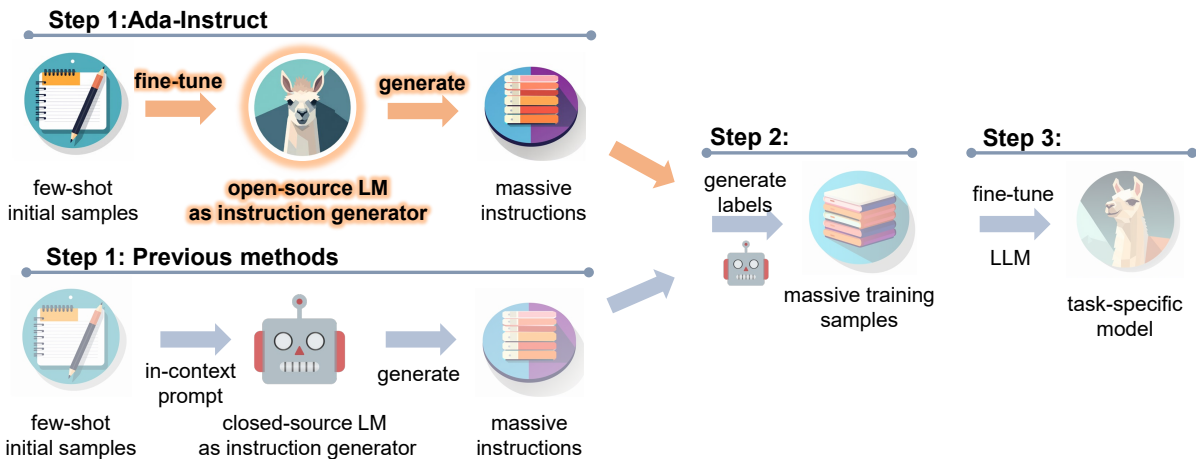 Step 1:Ada-Instruct
fine-tune
generate
few-shot
initial samples
open-source LM
as instruction generator
massive
instructions
Step 1: Previous methods
in-context
prompt
generate
few-shot
initial samples
closed-source LM
as instruction generator
massive
instructions
Step 2:
generate
labels
massive training
samples
Step 3:
fine-tune
LLM
task-specific
model